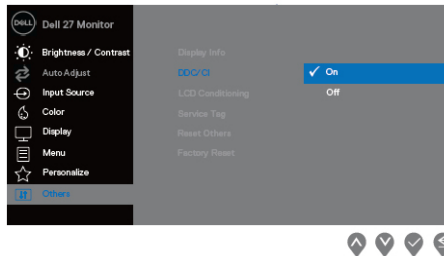 DELL
Dell 27 Monitor
Brightness / Contrast
Auto Adjust
Input Source
Color
Display
Menu
Personalize
Others
Display Info
DDC/CI
LCD Conditioning
Service Tag
Reset Others
Factory Reset
✓ On
Off